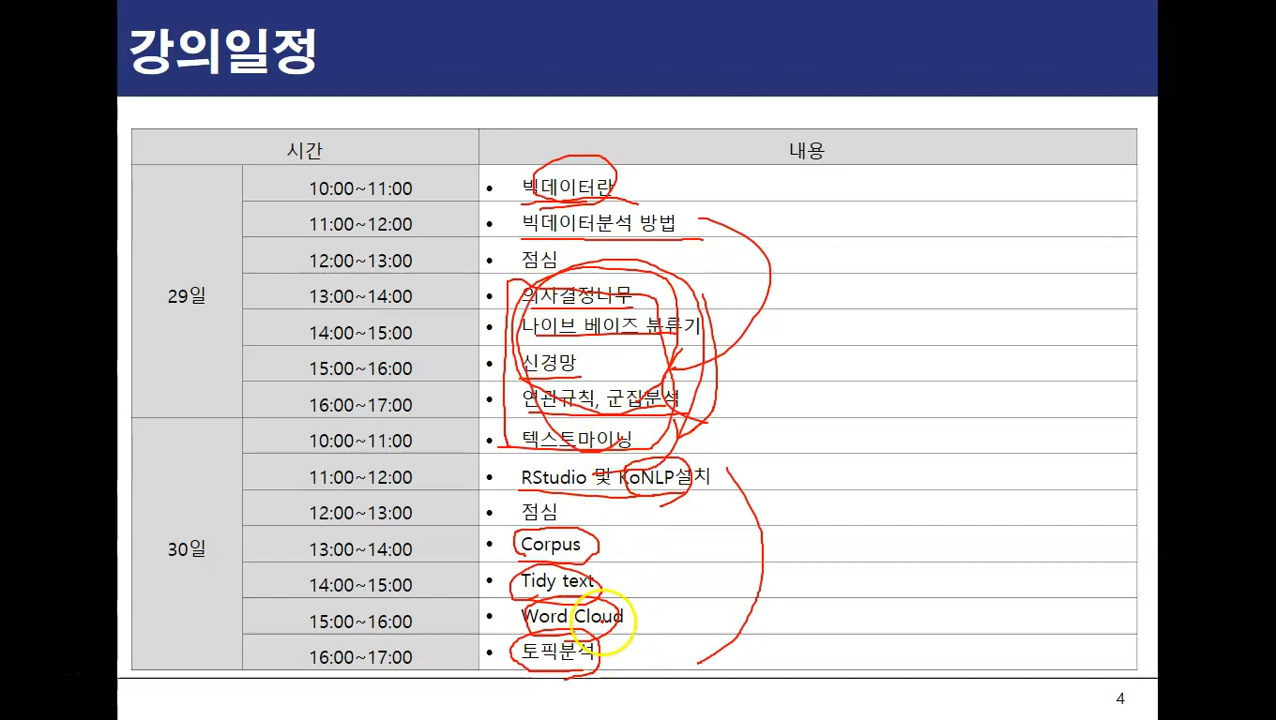 강의일정
시간 내용
29일
10:00~11:00 • 빅데이터란
11:00~12:00 • 빅데이터분석 방법
12:00~13:00 • 점심
13:00~14:00 • 의사결정나무
14:00~15:00 • 나이브 베이즈 분류기
15:00~16:00 • 신경망
16:00~17:00 • 연관규칙, 군집분석
30일
10:00~11:00 • 텍스트마이닝
11:00~12:00 • RStudio 및 KoNLP설치
12:00~13:00 • 점심
13:00~14:00 • Corpus
14:00~15:00 • Tidy text
15:00~16:00 • Word Cloud
16:00~17:00 • 토픽분석
4